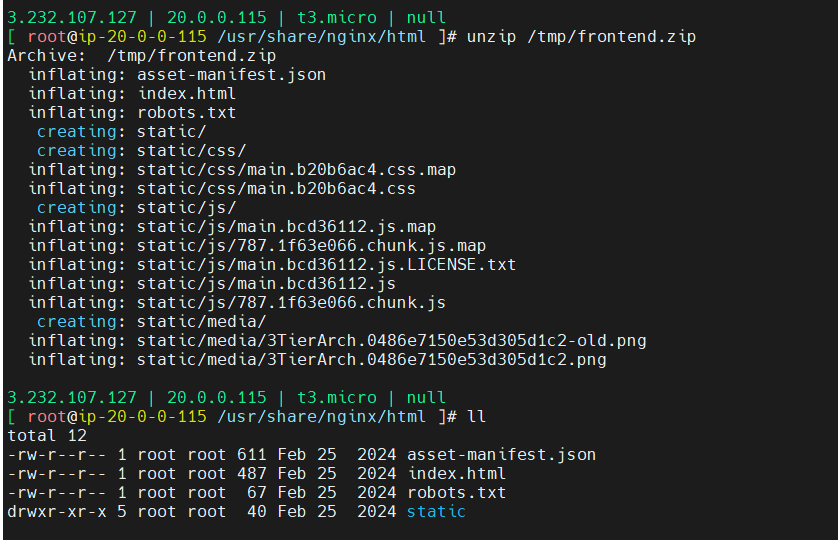 3.232.107.127 | 20.0.0.115 | t3.micro | null
[ root@ip-20-0-0-115 /usr/share/nginx/html ]# unzip /tmp/frontend.zip
Archive:  /tmp/frontend.zip
  inflating: asset-manifest.json
  inflating: index.html
  inflating: robots.txt
   creating: static/
   creating: static/css/
  inflating: static/css/main.b20b6ac4.css.map
  inflating: static/css/main.b20b6ac4.css
   creating: static/js/
  inflating: static/js/main.bcd36112.js.map
  inflating: static/js/787.1f63e066.chunk.js.map
  inflating: static/js/main.bcd36112.js.LICENSE.txt
  inflating: static/js/main.bcd36112.js
  inflating: static/js/787.1f63e066.chunk.js
   creating: static/media/
  inflating: static/media/3TierArch.0486e7150e53d305d1c2-old.png
  inflating: static/media/3TierArch.0486e7150e53d305d1c2.png
3.232.107.127 | 20.0.0.115 | t3.micro | null
[ root@ip-20-0-0-115 /usr/share/nginx/html ]# ll
total 12
-rw-r--r-- 1 root root 611 Feb 25  2024 asset-manifest.json
-rw-r--r-- 1 root root 487 Feb 25  2024 index.html
-rw-r--r-- 1 root root  67 Feb 25  2024 robots.txt
drwxr-xr-x 5 root root  40 Feb 25  2024 static